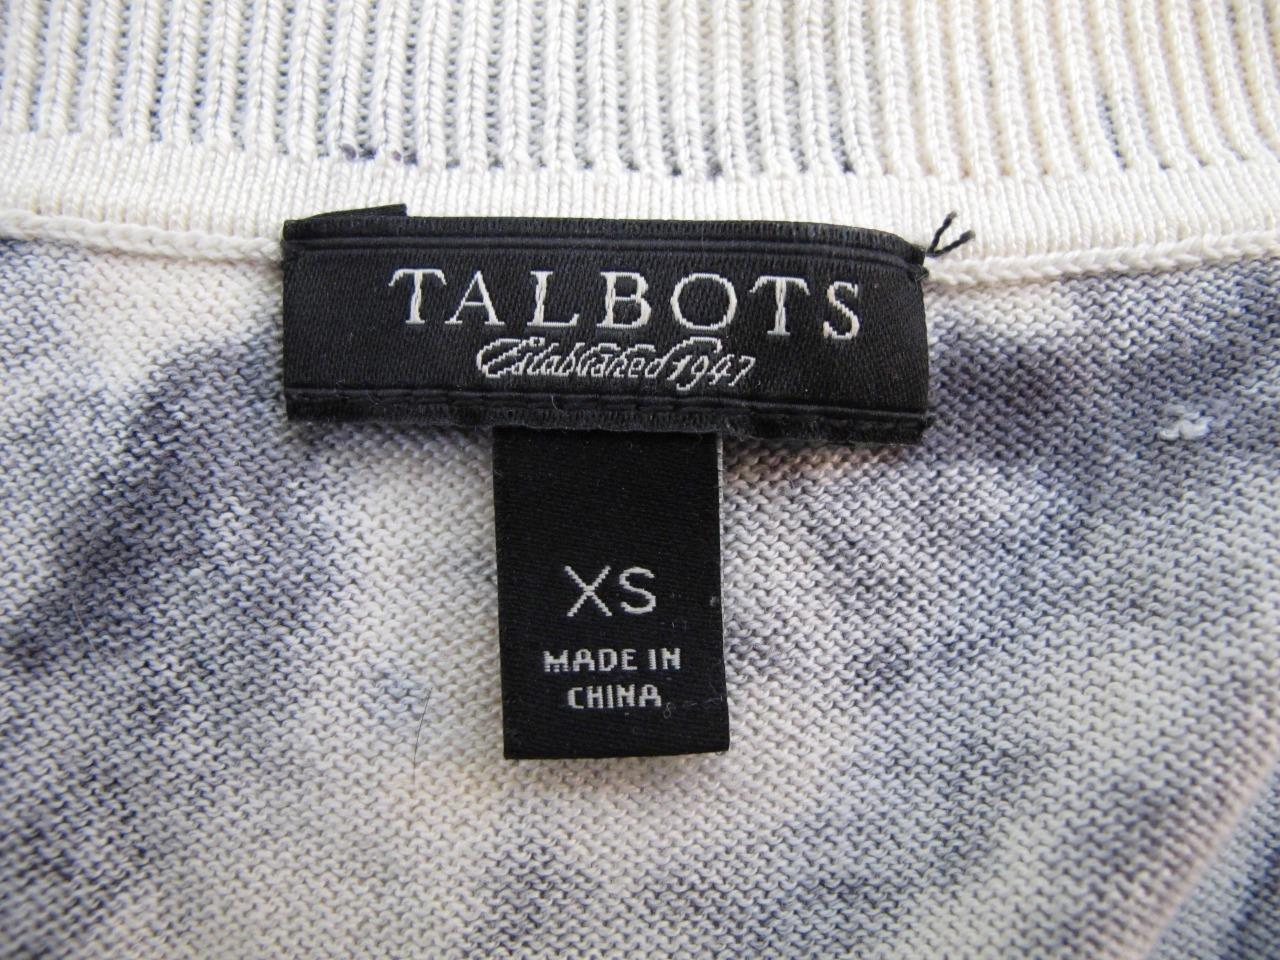 TALBOTS
Established 1947
XS
MADE IN
CHINA